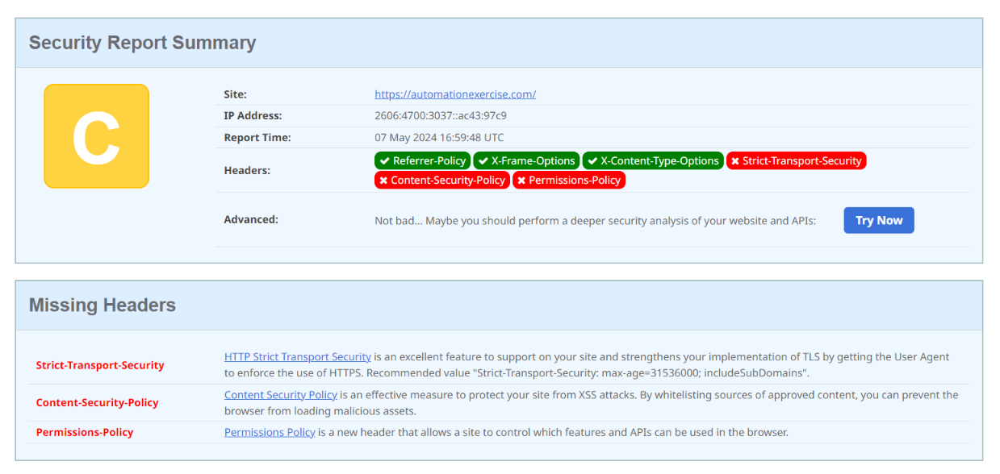 Security Report Summary
C
Site:
https://automationexercise.com/
IP Address:
2606:4700:3037::ac43:97c9
Report Time:
07 May 2024 16:59:48 UTC
Headers:
Referrer-Policy X-Frame-Options X-Content-Type-Options Strict-Transport-Security
Content-Security-Policy Permissions-Policy
Advanced:
Not bad... Maybe you should perform a deeper security analysis of your website and APIs:
Try Now
Missing Headers
Strict-Transport-Security
HTTP Strict Transport Security is an excellent feature to support on your site and strengthens your implementation of TLS by getting the User Agent
to enforce the use of HTTPS. Recommended value "Strict-Transport-Security: max-age=31536000; includeSubDomains".
Content-Security-Policy
Content Security Policy is an effective measure to protect your site from XSS attacks. By whitelisting sources of approved content, you can prevent the
browser from loading malicious assets.
Permissions-Policy
Permissions Policy is a new header that allows a site to control which features and APIs can be used in the browser.